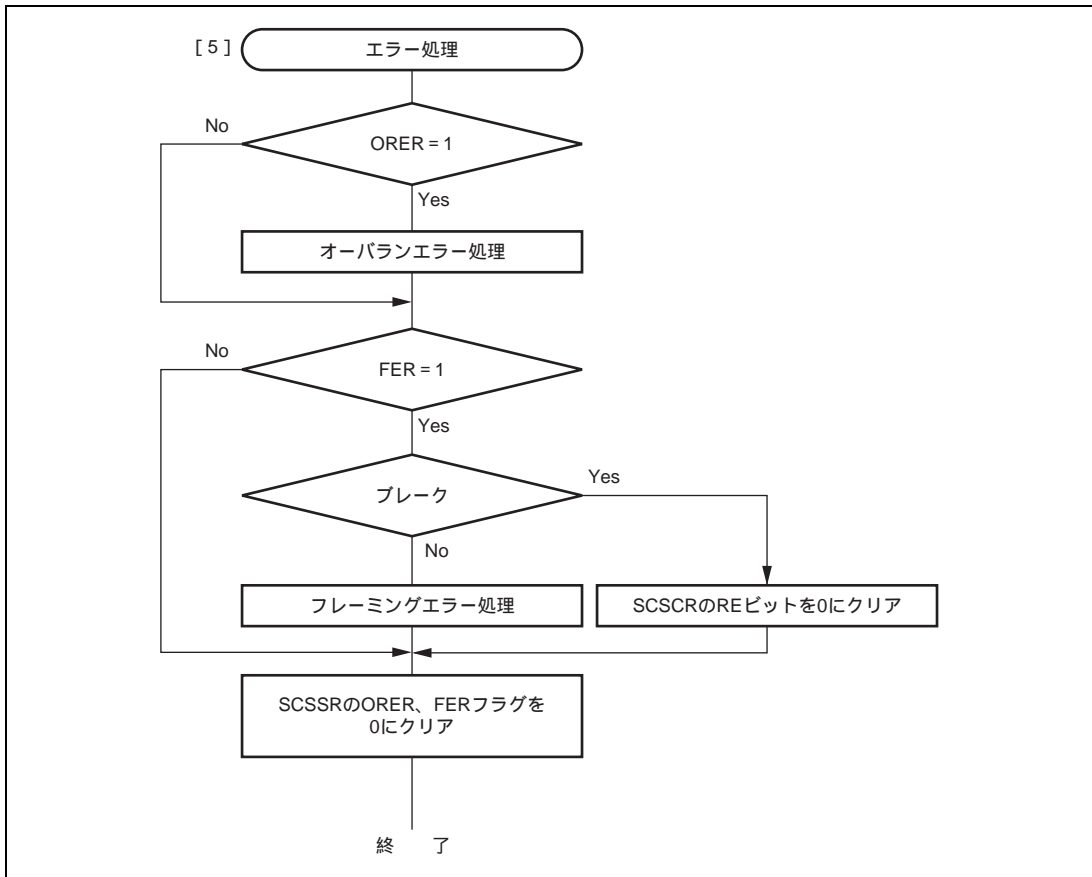 [ 5 ]
エラー処理
No
ORER = 1
Yes
オーバランエラー処理
No
FER = 1
Yes
ブレーク
Yes
No
フレーミングエラー処理
SCSCRのREビットを0にクリア
SCSSRのORER、FERフラグを
0にクリア
終 了